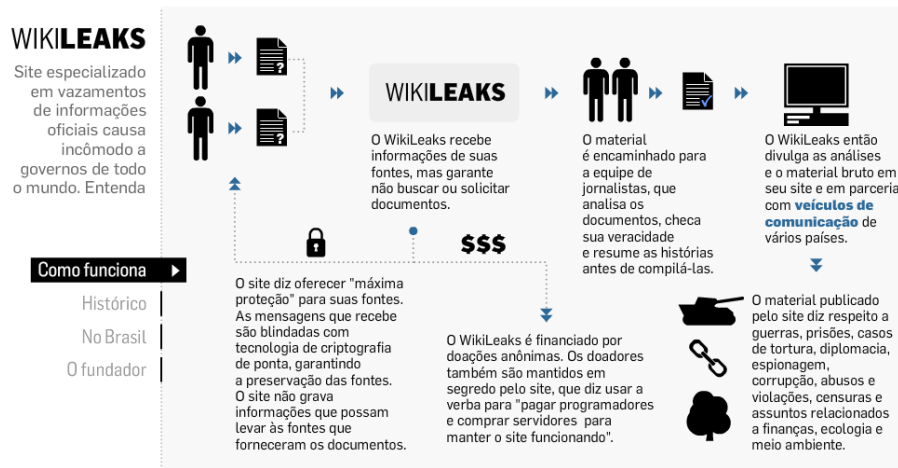 WIKILEAKS
Site especializado
em vazamentos
de informações
oficiais causa
incômodo a
governos de todo
o mundo. Entenda
Como funciona
Histórico
No Brasil
O fundador
?
?
WIKILEAKS
O WikiLeaks recebe
informações de suas
fontes, mas garante
não buscar ou solicitar
documentos.
O material
é encaminhado para
a equipe de
jornalistas, que
analisa os
documentos, checa
sua veracidade
e resume as histórias
antes de compilá-las.
O WikiLeaks então
divulga as análises
e o material bruto em
seu site e em parceria
com veículos de
comunicação de
vários países.
$$$
O site diz oferecer "máxima
proteção" para suas fontes.
As mensagens que recebe
são blindadas com
tecnologia de criptografia
de ponta, garantindo
a preservação das fontes.
O site não grava
informações que possam
levar às fontes que
forneceram os documentos.
O WikiLeaks é financiado por
doações anônimas. Os doadores
também são mantidos em
segredo pelo site, que diz usar a
verba para "pagar programadores
e comprar servidores para
manter o site funcionando".
O material publicado
pelo site diz respeito a
guerras, prisões, casos
de tortura, diplomacia,
espionagem,
corrupção, abusos e
violações, censuras e
assuntos relacionados
a finanças, ecologia e
meio ambiente.